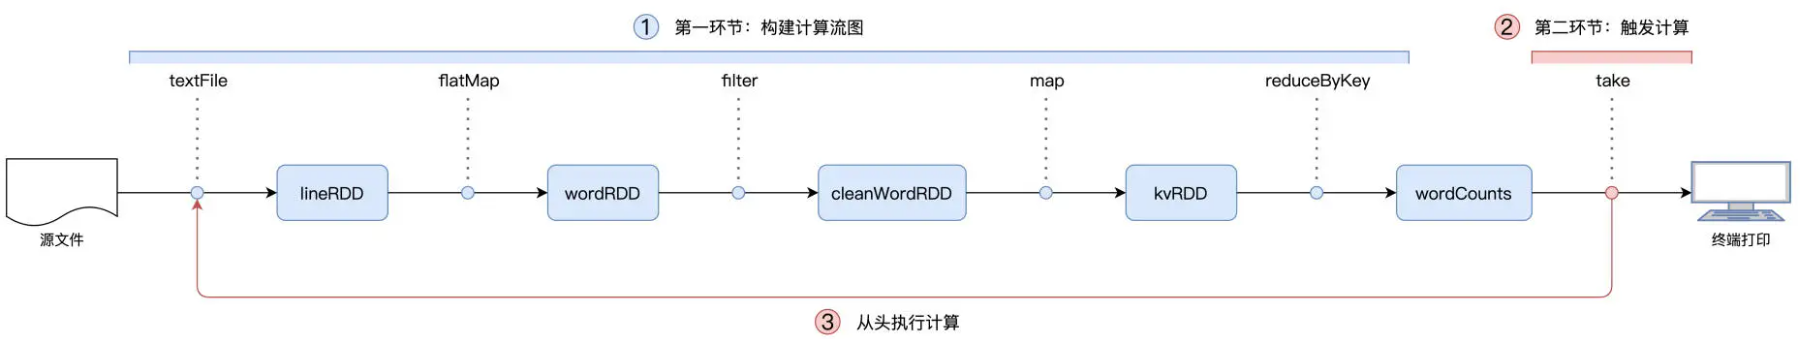 ① 第一环节：构建计算流图
② 第二环节：触发计算
textFile
flatMap
filter
map
reduceByKey
take
lineRDD
wordRDD
cleanWordRDD
kvRDD
wordCounts
源文件
终端打印
③ 从头执行计算